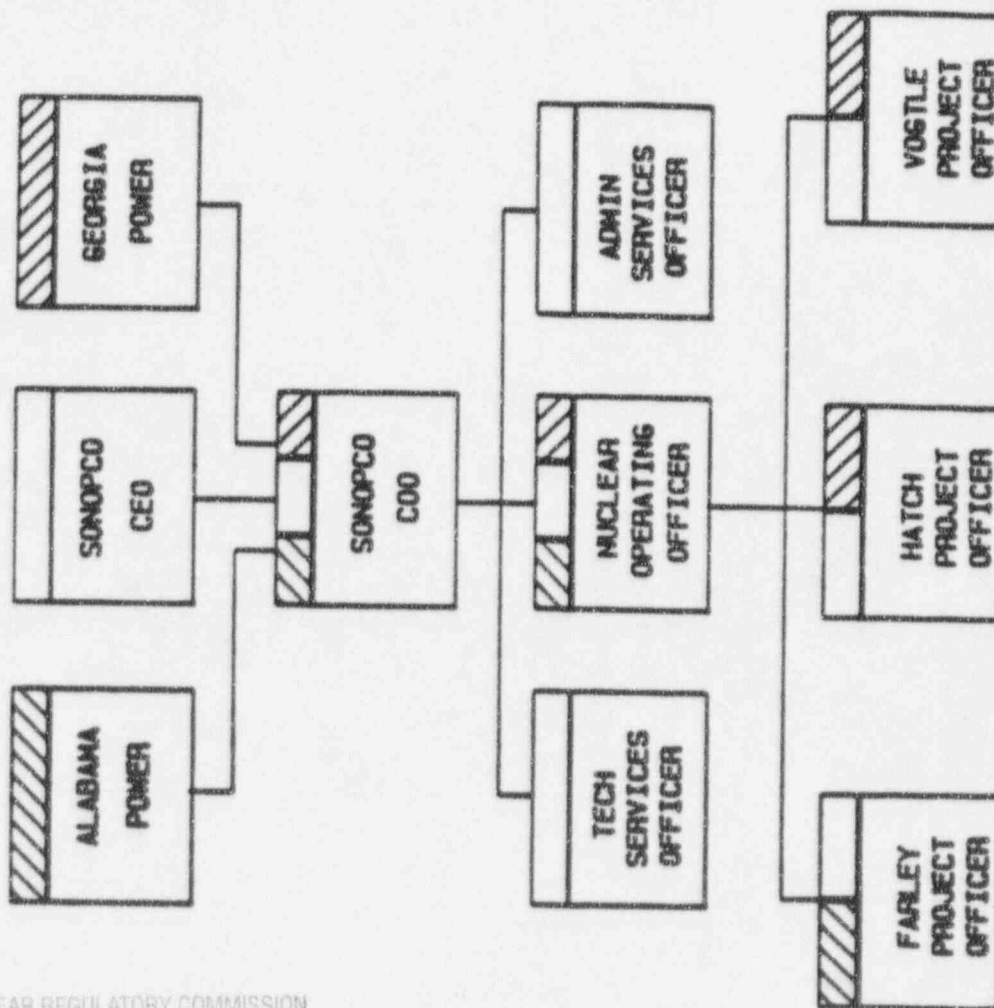 ALABAMA
POWER
SONOPCO
CEO
GEORGIA
POWER
SONOPCO
COO
TECH
SERVICES
OFFICER
NUCLEAR
OPERATING
OFFICER
ADMIN
SERVICES
OFFICER
FARLEY
PROJECT
OFFICER
HATCH
PROJECT
OFFICER
VOGTLE
PROJECT
OFFICER
REGULATORY COMMISSION